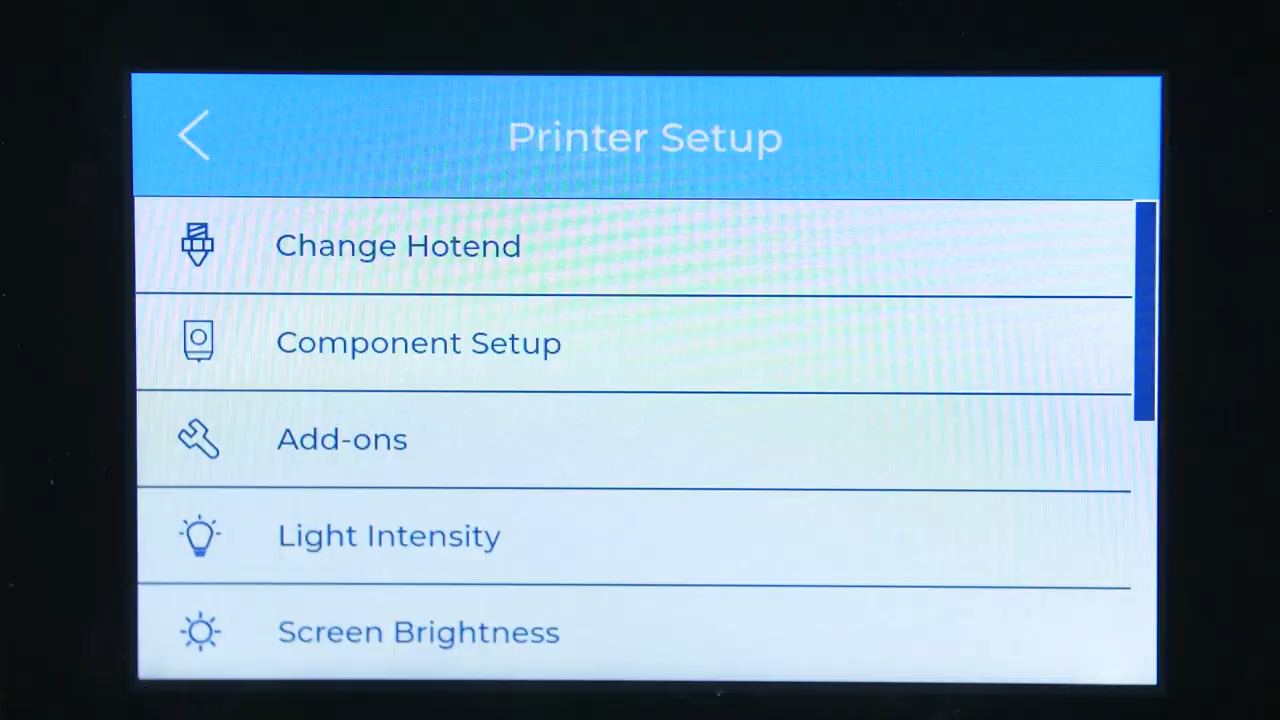 Printer Setup
Change Hotend
Component Setup
Add-ons
Light Intensity
Screen Brightness